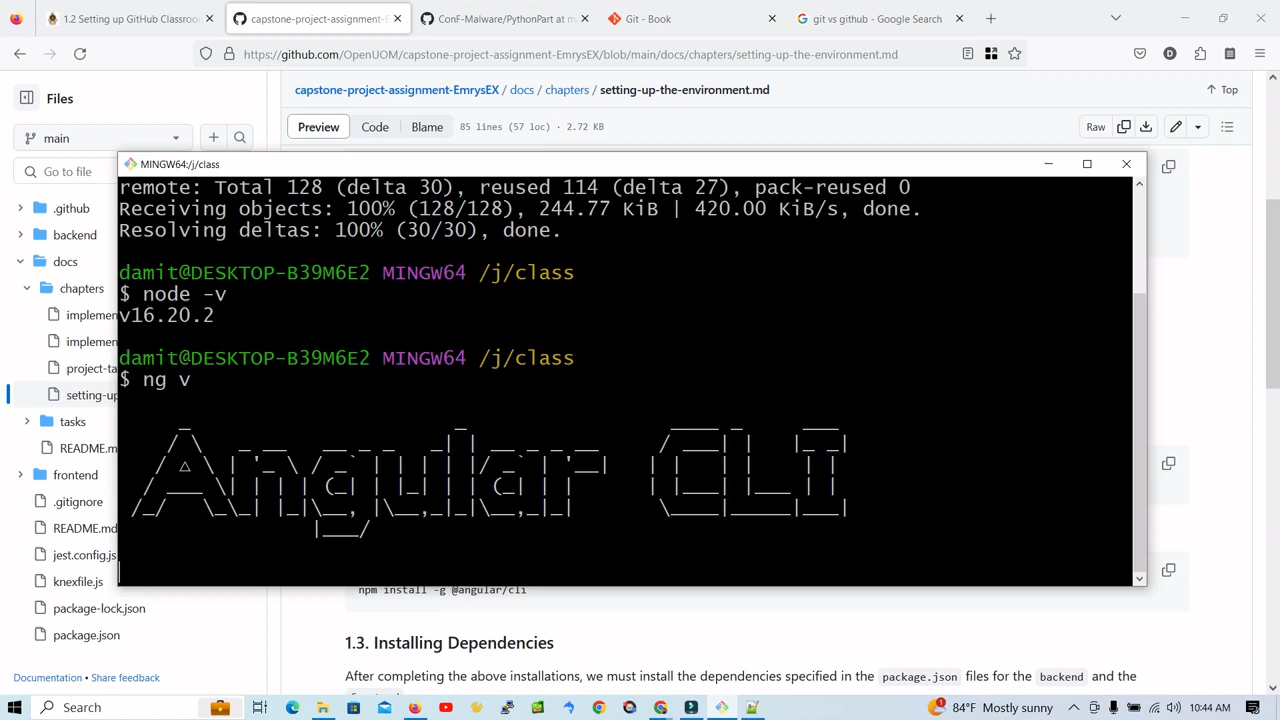 1.2 Setting up GitHub Classroo
capstone-project-assignment-E
ConF-Malware/PythonPart at m
Git - Book
git vs github - Google Search
https://github.com/OpenUOM/capstone-project-assignment-EmrysEX/blob/main/docs/chapters/setting-up-the-environment.md
D
Files
capstone-project-assignment-EmrysEX / docs / chapters / setting-up-the-environment.md
Top
main
Preview
Code
Blame
85 lines (57 loc) · 2.72 KB
Raw
Go to file
.github
backend
docs
chapters
implemen
implemen
project-ta
setting-up
tasks
README.m
frontend
.gitignore
README.md
jest.config.js
knexfile.js
package-lock.json
package.json
Documentation • Share feedback
MINGW64:/j/class
remote: Total 128 (delta 30), reused 114 (delta 27), pack-reused 0
Receiving objects: 100% (128/128), 244.77 KiB | 420.00 KiB/s, done.
Resolving deltas: 100% (30/30), done.
damit@DESKTOP-B39M6E2 MINGW64 /j/class
$ node -v
v16.20.2
damit@DESKTOP-B39M6E2 MINGW64 /j/class
$ ng v
Angular CLI
npm install -g @angular/cli
1.3. Installing Dependencies
After completing the above installations, we must install the dependencies specified in the package.json files for the backend and the
Search
84°F Mostly sunny
10:44 AM